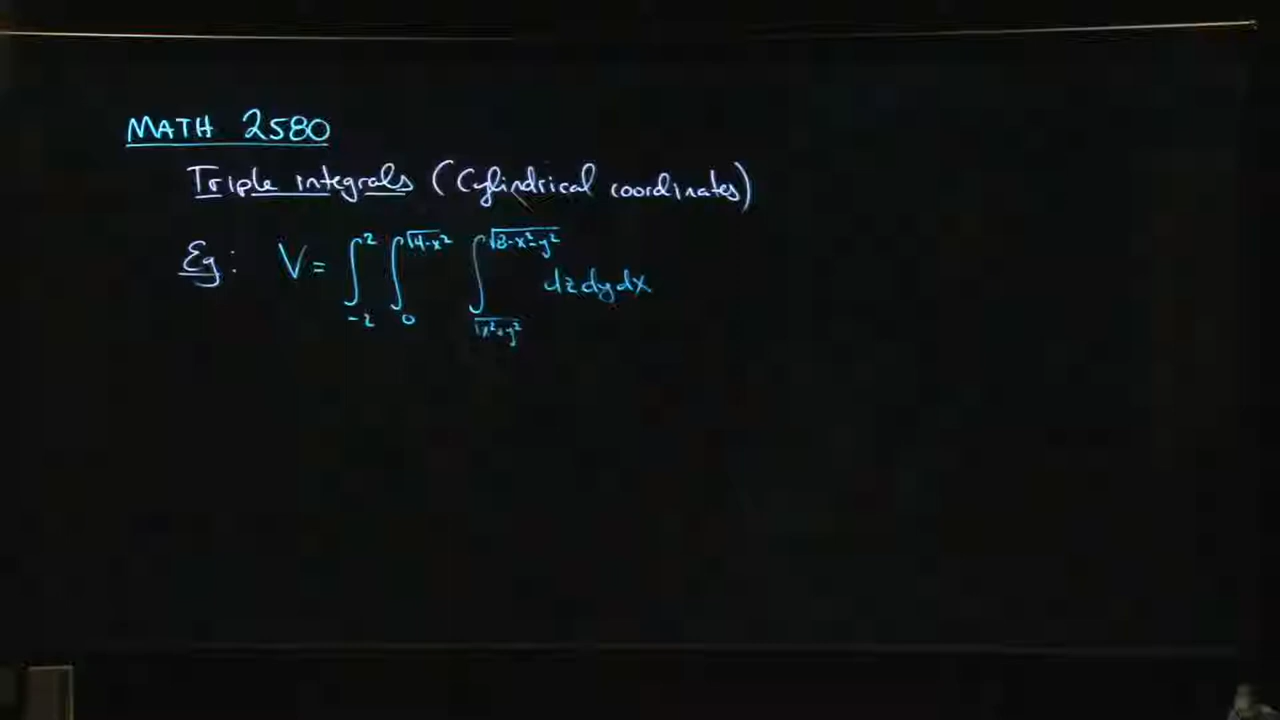 MATH 2580
Triple integrals (Cylindrical coordinates)
Eg: V = ∫_{-2}^{2} ∫_{0}^{√(4-x²)} ∫_{√(x²+y²)}^{√(8-x²-y²)} dz dy dx